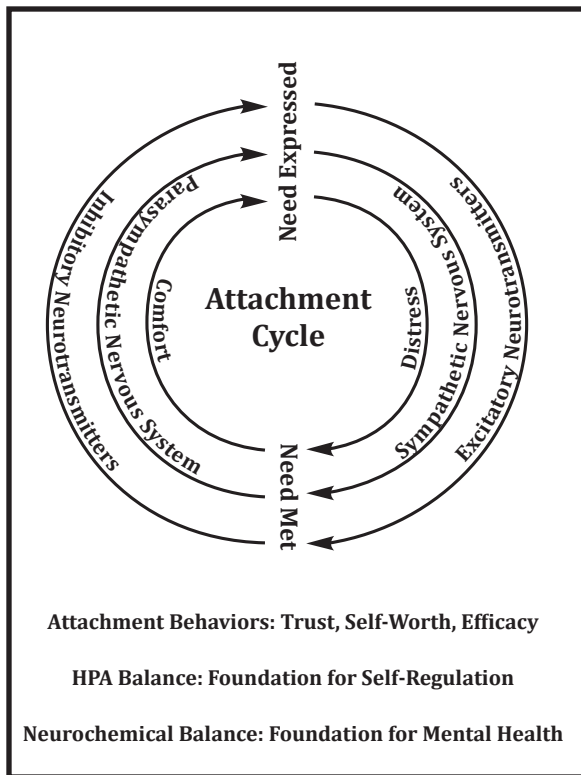 Need Expressed
Inhibitory Neurotransmitters
Parasympathetic Nervous System
Comfort
Attachment
Cycle
Distress
Sympathetic Nervous System
Excitatory Neurotransmitters
Need Met
Attachment Behaviors: Trust, Self-Worth, Efficacy
HPA Balance: Foundation for Self-Regulation
Neurochemical Balance: Foundation for Mental Health